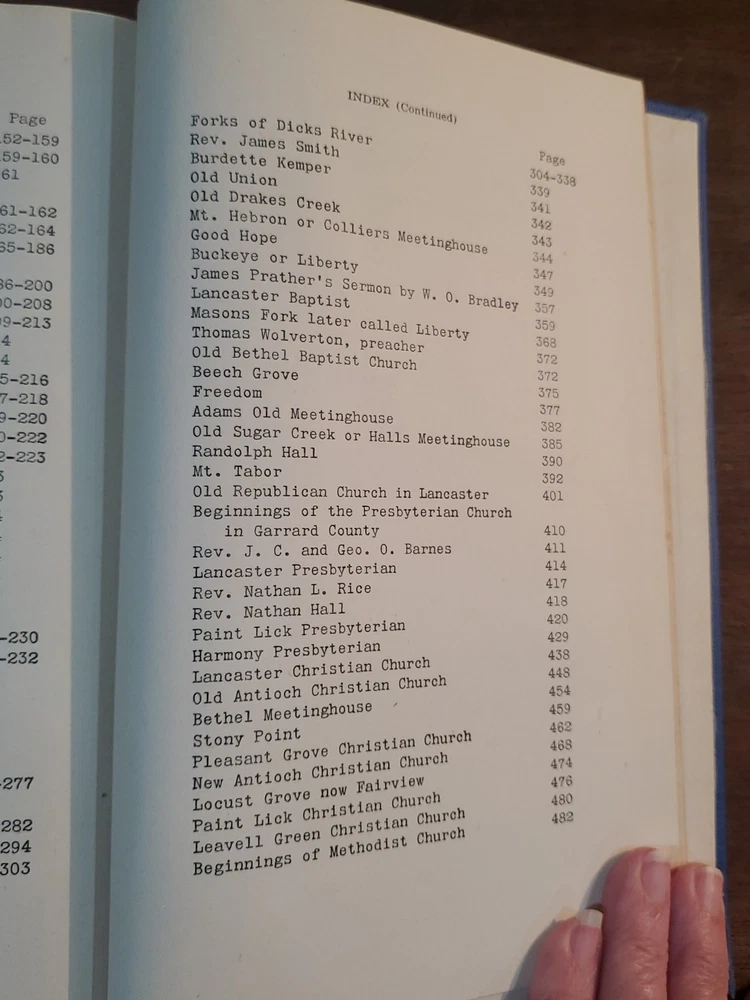 Page
52-159
59-160
61
61-162
62-164
65-186
86-200
00-208
09-213
4
4
5-216
7-218
9-220
0-222
2-223
3
-230
-232
-277
282
294
303
INDEX (Continued)
Page
Forks of Dicks River 304-338
Rev. James Smith 339
Burdette Kemper 341
Old Union 342
Old Drakes Creek 343
Mt. Hebron or Colliers Meetinghouse 344
Good Hope 347
Buckeye or Liberty 349
James Prather's Sermon by W. O. Bradley 357
Lancaster Baptist 359
Masons Fork later called Liberty 368
Thomas Wolverton, preacher 372
Old Bethel Baptist Church 372
Beech Grove 375
Freedom 377
Adams Old Meetinghouse 382
Old Sugar Creek or Halls Meetinghouse 385
Randolph Hall 390
Mt. Tabor 392
Old Republican Church in Lancaster 401
Beginnings of the Presbyterian Church
in Garrard County 410
Rev. J. C. and Geo. O. Barnes 411
Lancaster Presbyterian 414
Rev. Nathan L. Rice 417
Rev. Nathan Hall 418
Paint Lick Presbyterian 420
Harmony Presbyterian 429
Lancaster Christian Church 438
Old Antioch Christian Church 448
Bethel Meetinghouse 454
Stony Point 459
Pleasant Grove Christian Church 462
New Antioch Christian Church 468
Locust Grove now Fairview 474
Paint Lick Christian Church 476
Leavell Green Christian Church 480
Beginnings of Methodist Church 482